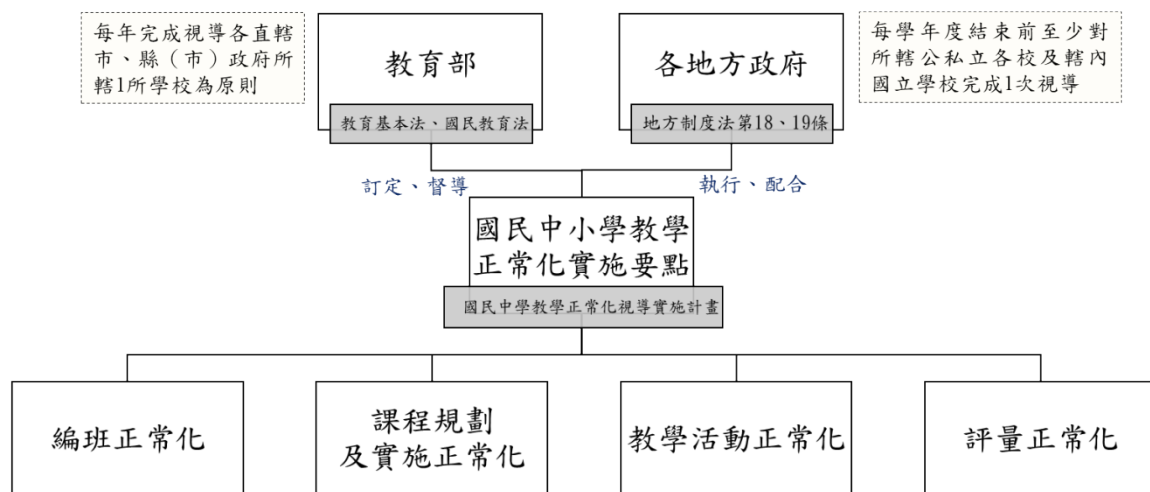 每年完成視導各直轄
市、縣（市）政府所
轄1所學校為原則
教育部
教育基本法、國民教育法
各地方政府
地方制度法第18、19條
每學年度結束前至少對
所轄公私立各校及轄內
國立學校完成1次視導
訂定、督導
執行、配合
國民中小學教學
正常化實施要點
國民中學教學正常化視導實施計畫
編班正常化
課程規劃
及實施正常化
教學活動正常化
評量正常化